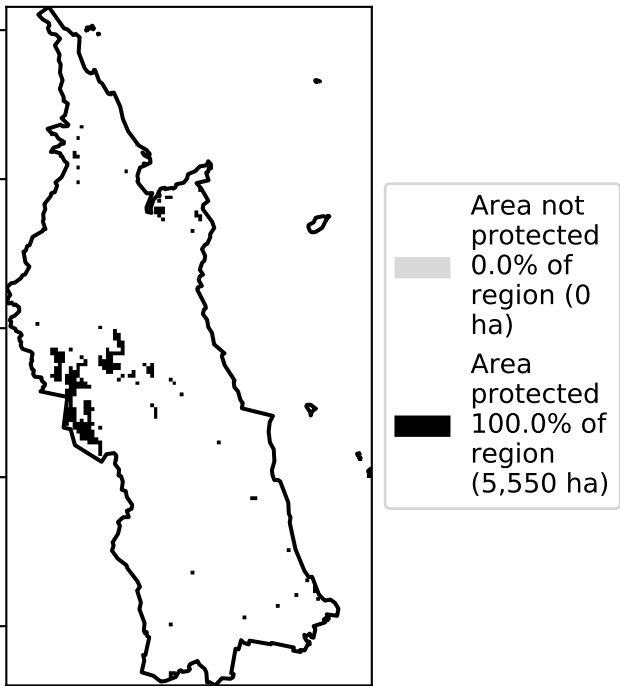 Area not
protected
0.0% of
region (0
ha)
Area
protected
100.0% of
region
(5,550 ha)